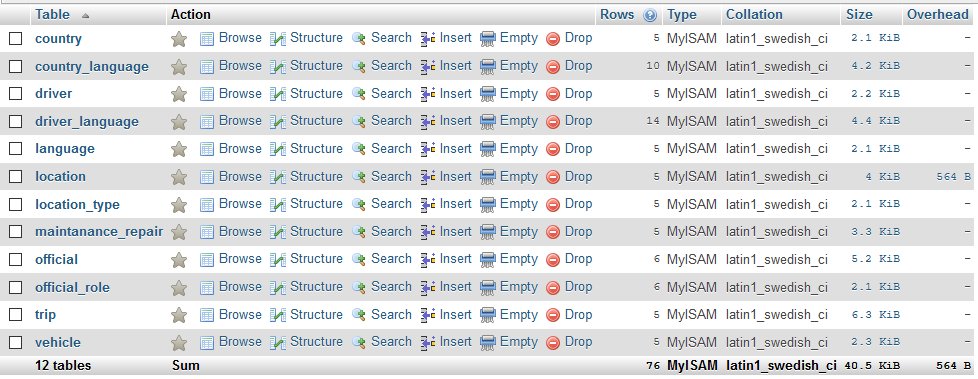 Table Action Rows Type Collation Size Overhead
country Browse Structure Search Insert Empty Drop 5 MyISAM latin1_swedish_ci 2.1 KiB -
country_language Browse Structure Search Insert Empty Drop 10 MyISAM latin1_swedish_ci 4.2 KiB -
driver Browse Structure Search Insert Empty Drop 5 MyISAM latin1_swedish_ci 2.2 KiB -
driver_language Browse Structure Search Insert Empty Drop 14 MyISAM latin1_swedish_ci 4.4 KiB -
language Browse Structure Search Insert Empty Drop 5 MyISAM latin1_swedish_ci 2.1 KiB -
location Browse Structure Search Insert Empty Drop 5 MyISAM latin1_swedish_ci 4 KiB 564 B
location_type Browse Structure Search Insert Empty Drop 5 MyISAM latin1_swedish_ci 2.1 KiB -
maintanance_repair Browse Structure Search Insert Empty Drop 5 MyISAM latin1_swedish_ci 3.3 KiB -
official Browse Structure Search Insert Empty Drop 6 MyISAM latin1_swedish_ci 5.2 KiB -
official_role Browse Structure Search Insert Empty Drop 6 MyISAM latin1_swedish_ci 2.1 KiB -
trip Browse Structure Search Insert Empty Drop 5 MyISAM latin1_swedish_ci 6.3 KiB -
vehicle Browse Structure Search Insert Empty Drop 5 MyISAM latin1_swedish_ci 2.3 KiB -
12 tables Sum 76 MyISAM latin1_swedish_ci 40.5 KiB 564 B